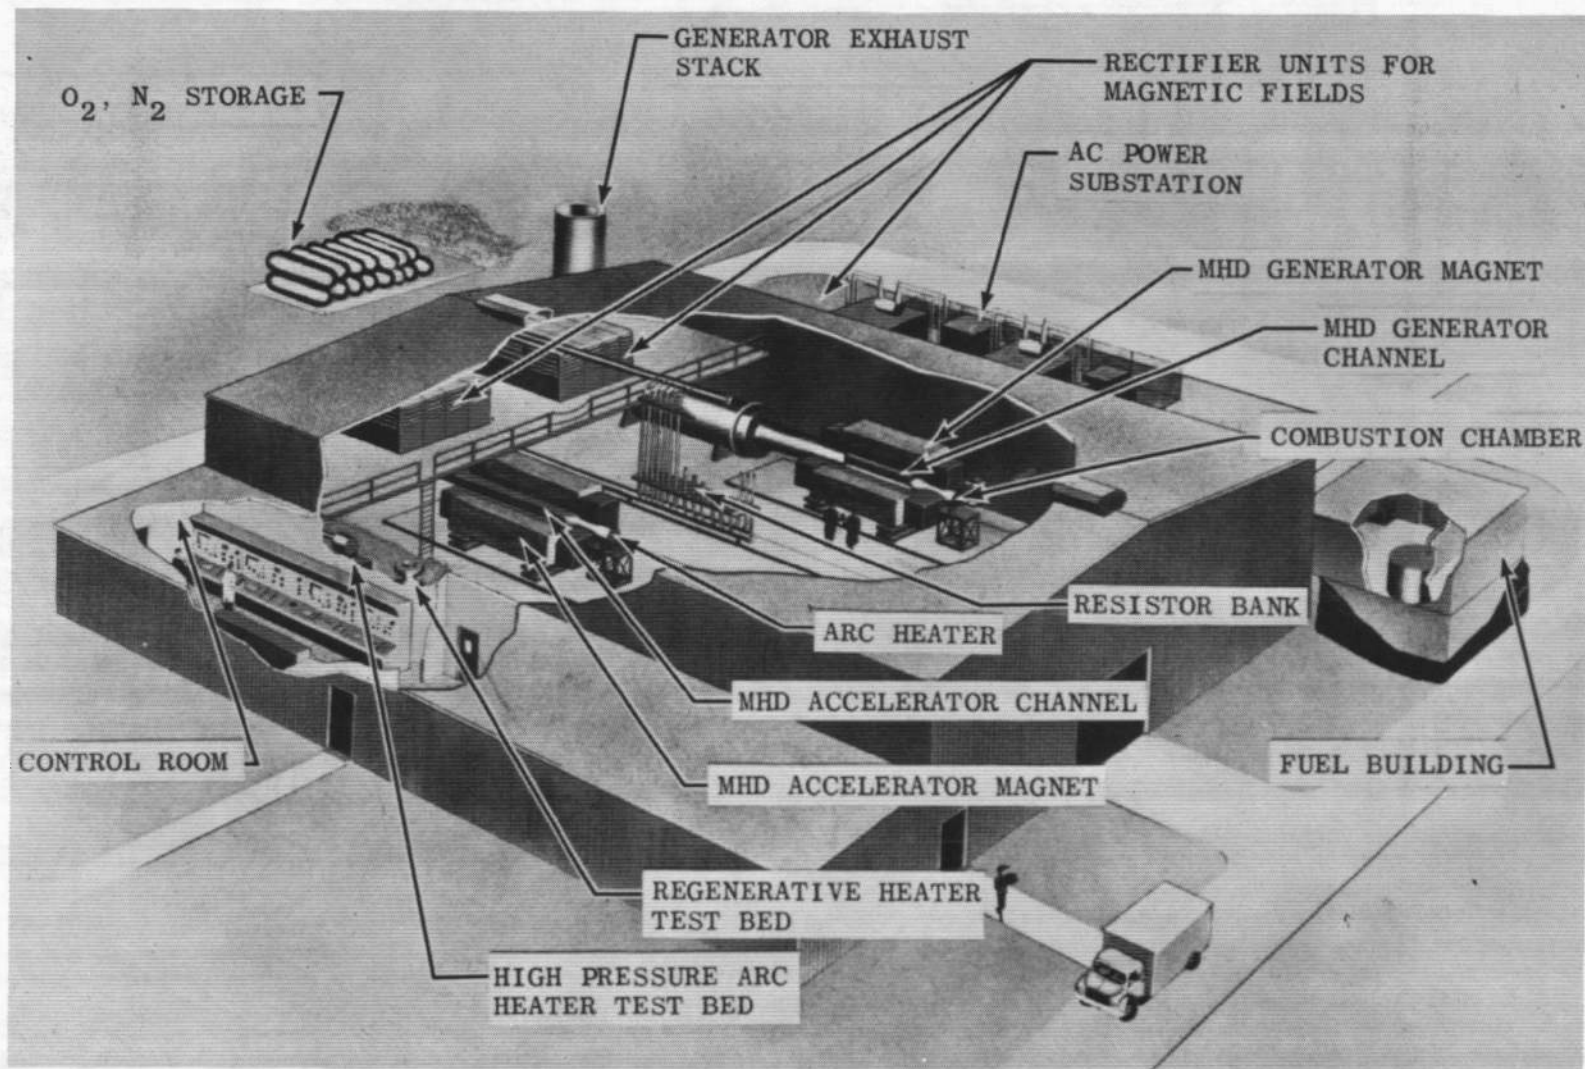 GENERATOR EXHAUST
STACK
RECTIFIER UNITS FOR
MAGNETIC FIELDS
O₂, N₂ STORAGE
AC POWER
SUBSTATION
MHD GENERATOR MAGNET
MHD GENERATOR
CHANNEL
COMBUSTION CHAMBER
RESISTOR BANK
ARC HEATER
MHD ACCELERATOR CHANNEL
CONTROL ROOM
FUEL BUILDING
MHD ACCELERATOR MAGNET
REGENERATIVE HEATER
TEST BED
HIGH PRESSURE ARC
HEATER TEST BED